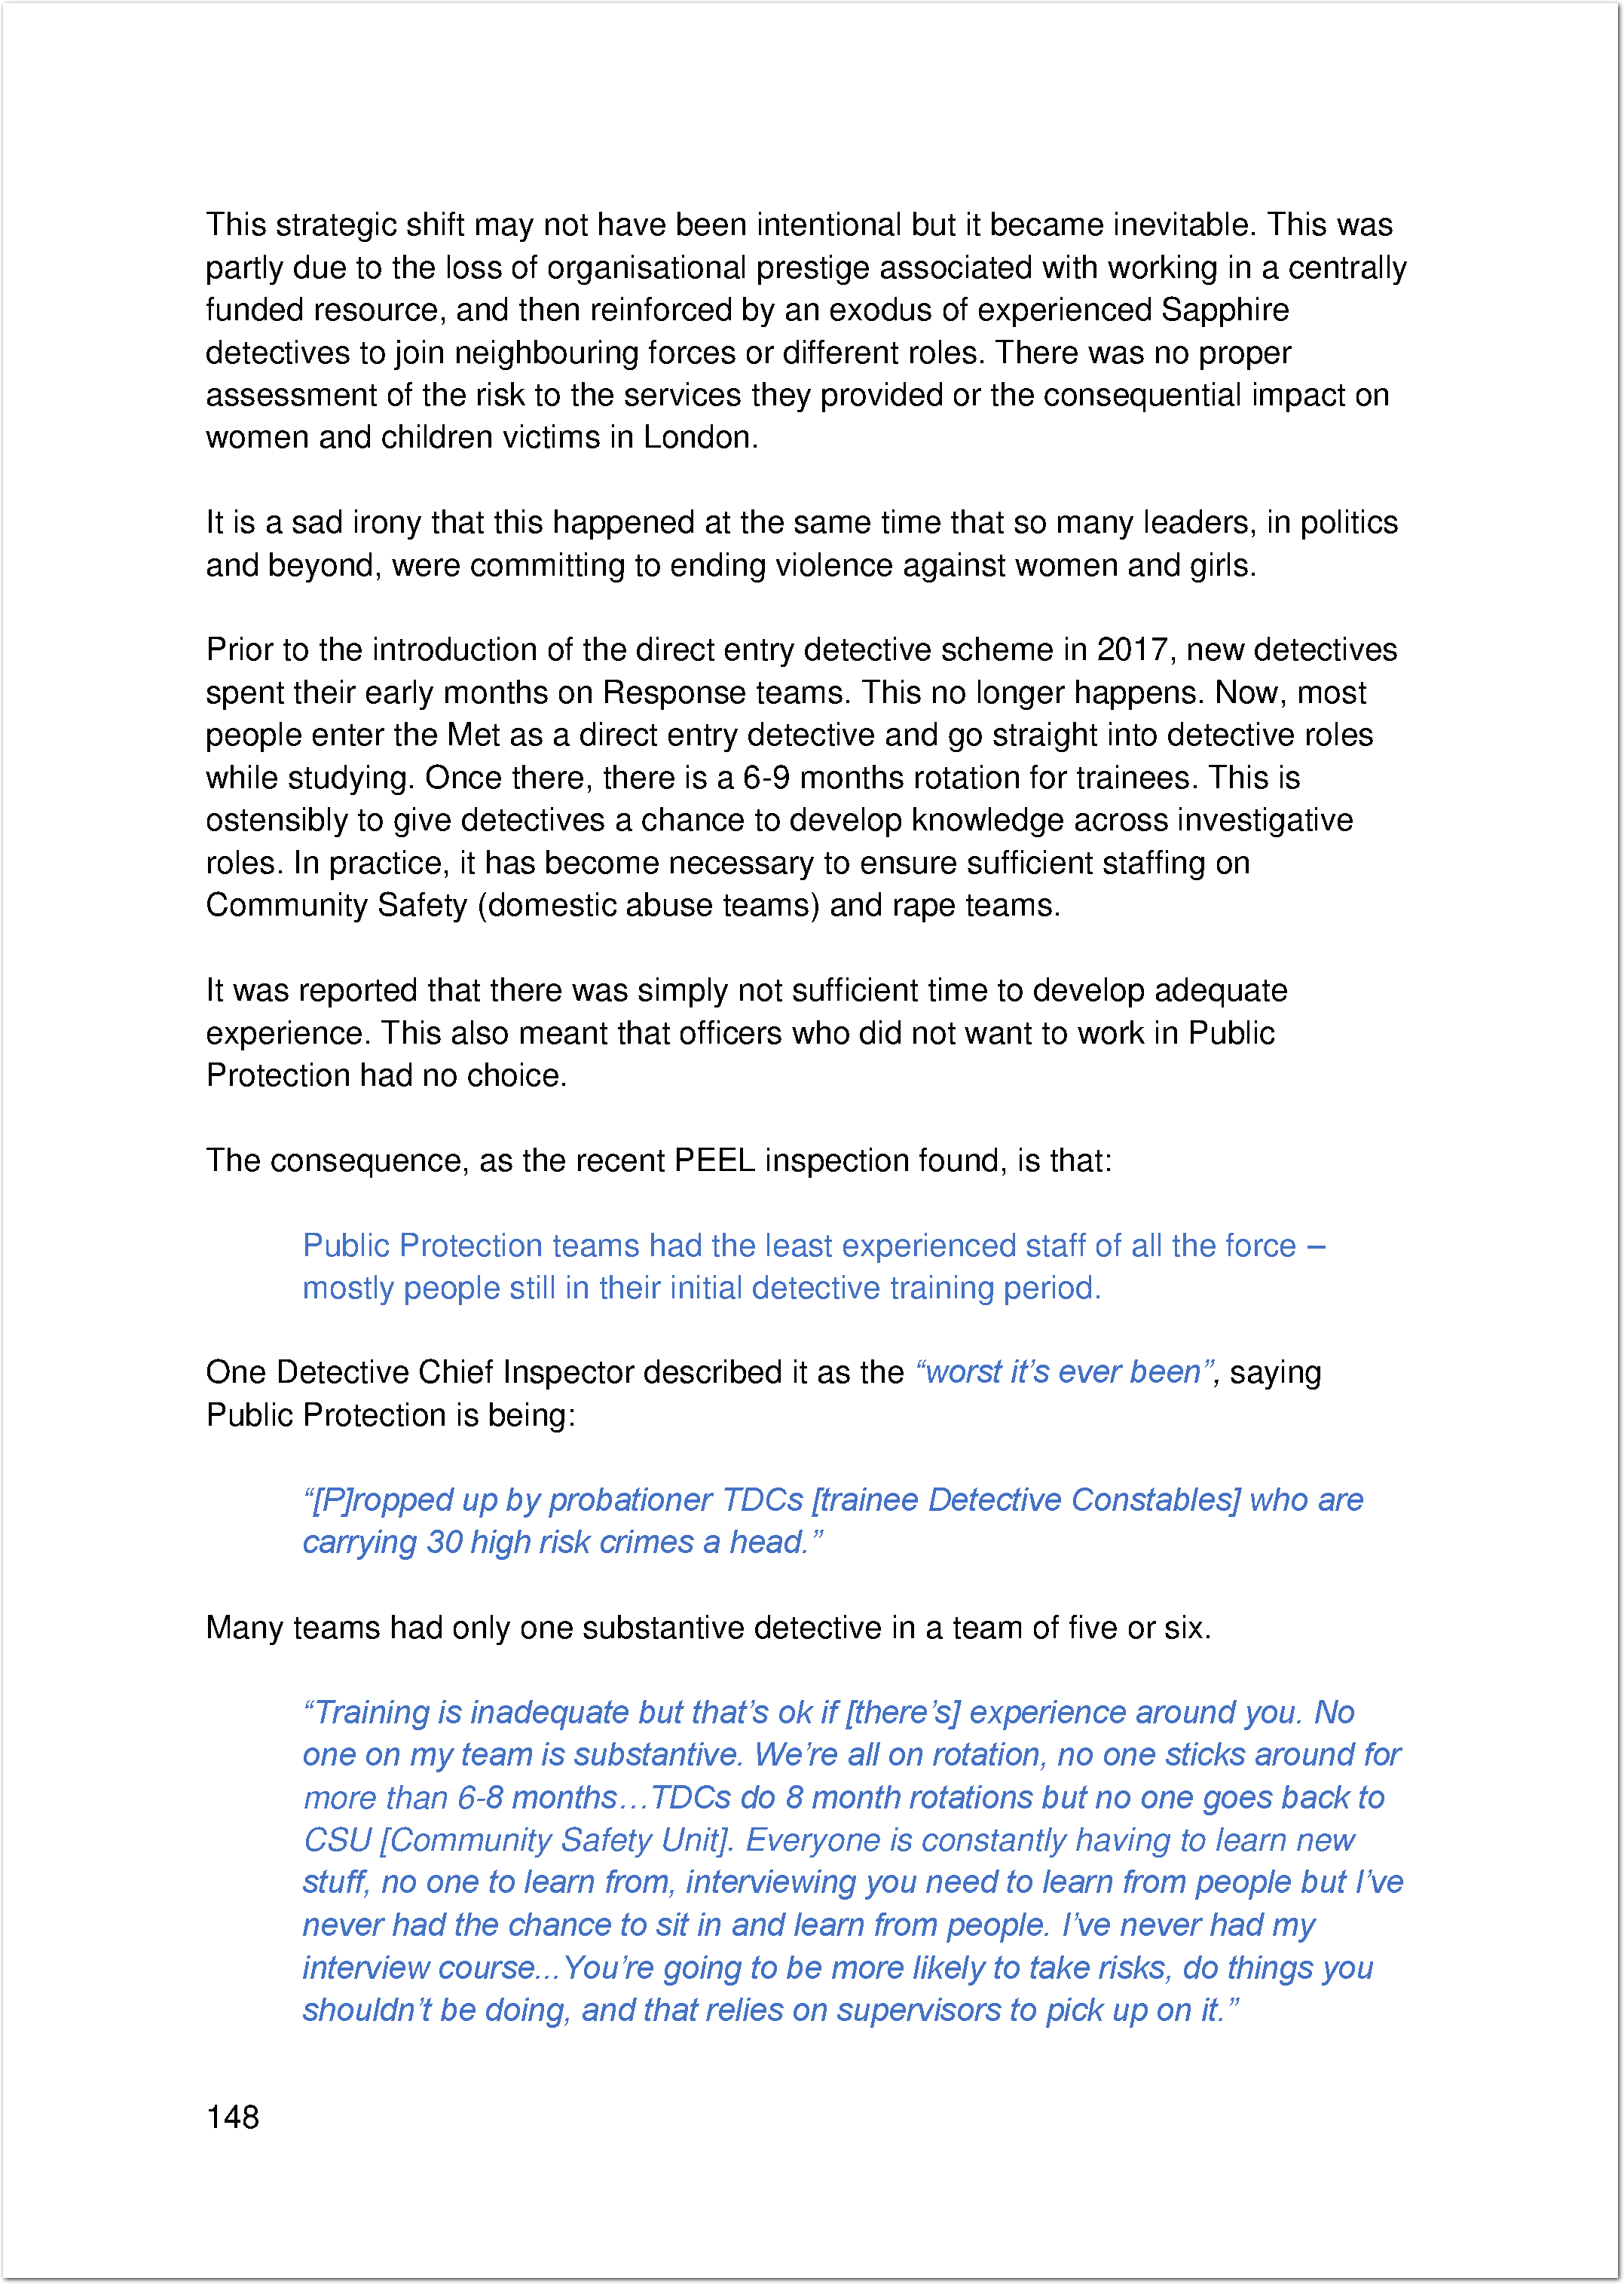 This strategic shift may not have been intentional but it became inevitable. This was
partly due to the loss of organisational prestige associated with working in a centrally
funded resource, and then reinforced by an exodus of experienced Sapphire
detectives to join neighbouring forces or different roles. There was no proper
assessment of the risk to the services they provided or the consequential impact on
women and children victims in London.
It is a sad irony that this happened at the same time that so many leaders, in politics
and beyond, were committing to ending violence against women and girls.
Prior to the introduction of the direct entry detective scheme in 2017, new detectives
spent their early months on Response teams. This no longer happens. Now, most
people enter the Met as a direct entry detective and go straight into detective roles
while studying. Once there, there is a 6-9 months rotation for trainees. This is
ostensibly to give detectives a chance to develop knowledge across investigative
roles. In practice, it has become necessary to ensure sufficient staffing on
Community Safety (domestic abuse teams) and rape teams.
It was reported that there was simply not sufficient time to develop adequate
experience. This also meant that officers who did not want to work in Public
Protection had no choice.
The consequence, as the recent PEEL inspection found, is that:
Public Protection teams had the least experienced staff of all the force –
mostly people still in their initial detective training period.
One Detective Chief Inspector described it as the “worst it’s ever been”, saying
Public Protection is being:
“[P]ropped up by probationer TDCs [trainee Detective Constables] who are
carrying 30 high risk crimes a head.”
Many teams had only one substantive detective in a team of five or six.
“Training is inadequate but that’s ok if [there’s] experience around you. No
one on my team is substantive. We’re all on rotation, no one sticks around for
more than 6-8 months…TDCs do 8 month rotations but no one goes back to
CSU [Community Safety Unit]. Everyone is constantly having to learn new
stuff, no one to learn from, interviewing you need to learn from people but I’ve
never had the chance to sit in and learn from people. I’ve never had my
interview course...You’re going to be more likely to take risks, do things you
shouldn’t be doing, and that relies on supervisors to pick up on it.”
148